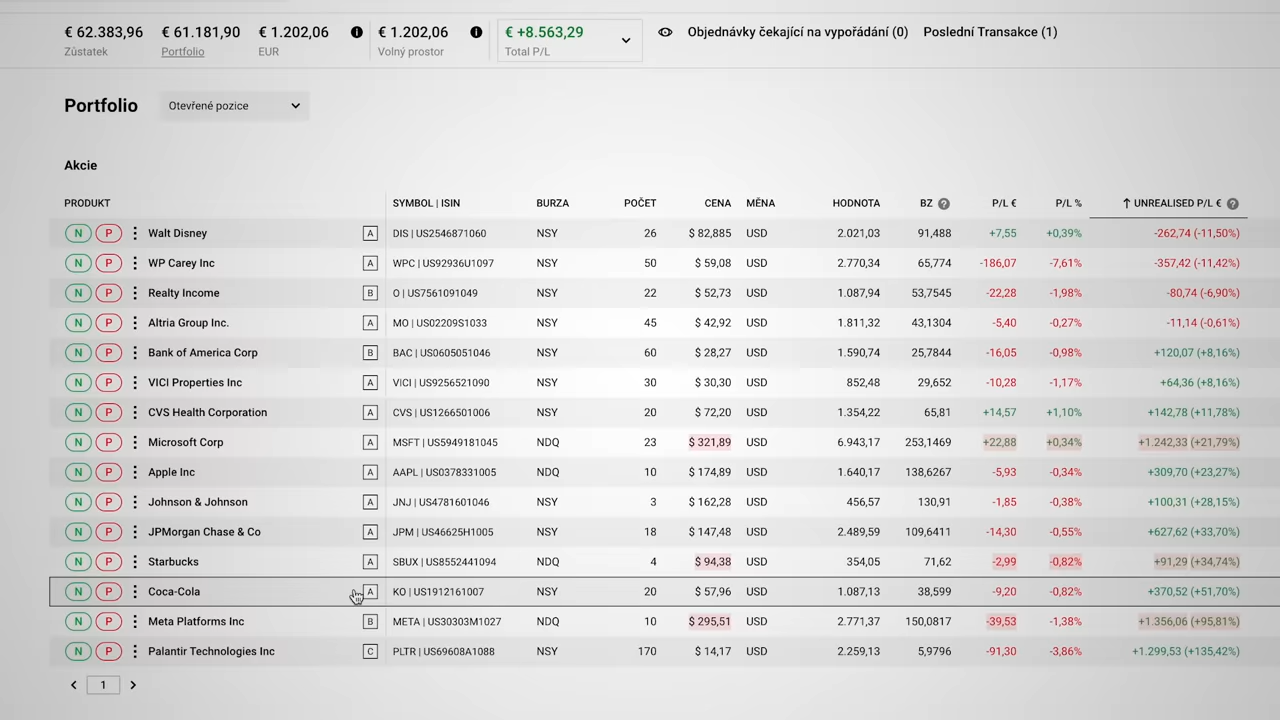 € 62.383,96 € 61.181,90 € 1.202,06 € 1.202,06 € +8.563,29 Objednávky čekající na vypořádání (0) Poslední Transakce (1)
Zůstatek Portfolio EUR Volný prostor Total P/L
Portfolio Otevřené pozice
Akcie
PRODUKT SYMBOL | ISIN BURZA POČET CENA MĚNA HODNOTA BZ ? P/L € P/L % ↑ UNREALISED P/L € ?
N P Walt Disney A DIS | US2546871060 NSY 26 $ 82,885 USD 2.021,03 91,488 +7,55 +0,39% -262,74 (-11,50%)
N P WP Carey Inc A WPC | US92936U1097 NSY 50 $ 59,08 USD 2.770,34 65,774 -186,07 -7,61% -357,42 (-11,42%)
N P Realty Income B O | US7561091049 NSY 22 $ 52,73 USD 1.087,94 53,7545 -22,28 -1,98% -80,74 (-6,90%)
N P Altria Group Inc. A MO | US02209S1033 NSY 45 $ 42,92 USD 1.811,32 43,1304 -5,40 -0,27% -11,14 (-0,61%)
N P Bank of America Corp B BAC | US0605051046 NSY 60 $ 28,27 USD 1.590,74 25,7844 -16,05 -0,98% +120,07 (+8,16%)
N P VICI Properties Inc A VICI | US9256521090 NSY 30 $ 30,30 USD 852,48 29,652 -10,28 -1,17% +64,36 (+8,16%)
N P CVS Health Corporation A CVS | US1266501006 NSY 20 $ 72,20 USD 1.354,22 65,81 +14,57 +1,10% +142,78 (+11,78%)
N P Microsoft Corp A MSFT | US5949181045 NDQ 23 $ 321,89 USD 6.943,17 253,1469 +22,88 +0,34% +1.242,33 (+21,79%)
N P Apple Inc A AAPL | US0378331005 NDQ 10 $ 174,89 USD 1.640,17 138,6267 -5,93 -0,34% +309,70 (+23,27%)
N P Johnson & Johnson A JNJ | US4781601046 NSY 3 $ 162,28 USD 456,57 130,91 -1,85 -0,38% +100,31 (+28,15%)
N P JPMorgan Chase & Co A JPM | US46625H1005 NSY 18 $ 147,48 USD 2.489,59 109,6411 -14,30 -0,55% +627,62 (+33,70%)
N P Starbucks A SBUX | US8552441094 NDQ 4 $ 94,38 USD 354,05 71,62 -2,99 -0,82% +91,29 (+34,74%)
N P Coca-Cola A KO | US1912161007 NSY 20 $ 57,96 USD 1.087,13 38,599 -9,20 -0,82% +370,52 (+51,70%)
N P Meta Platforms Inc B META | US30303M1027 NDQ 10 $ 295,51 USD 2.771,37 150,0817 -39,53 -1,38% +1.356,06 (+95,81%)
N P Palantir Technologies Inc C PLTR | US69608A1088 NSY 170 $ 14,17 USD 2.259,13 5,9796 -91,30 -3,86% +1.299,53 (+135,42%)
1